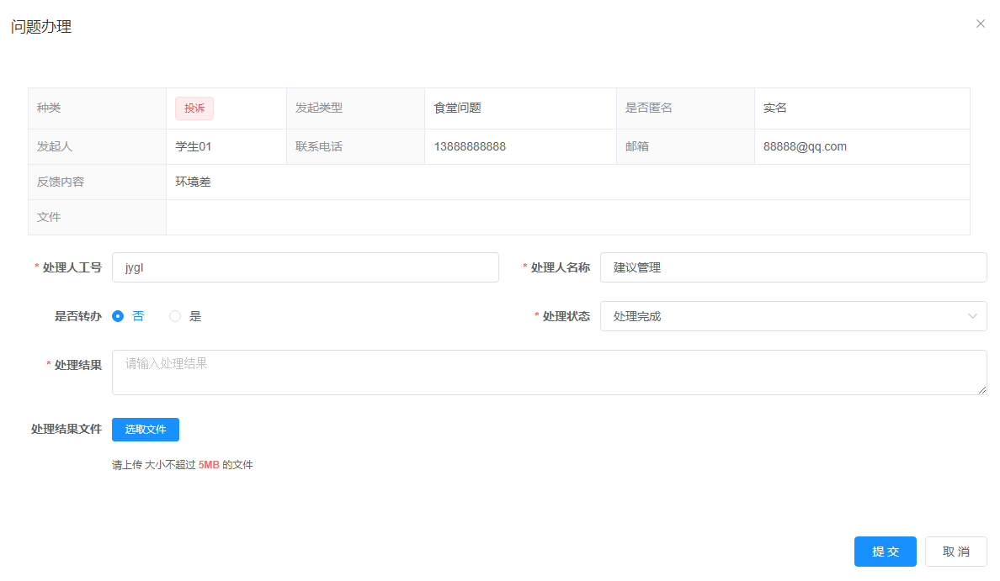 问题办理
种类 投诉 发起类型 食堂问题 是否匿名 实名
发起人 学生01 联系电话 13888888888 邮箱 88888@qq.com
反馈内容 环境差
文件
* 处理人工号 jygl * 处理人名称 建议管理
是否转办 否 是 * 处理状态 处理完成
* 处理结果 请输入处理结果
处理结果文件 选取文件
请上传 大小不超过 5MB 的文件
提 交 取 消